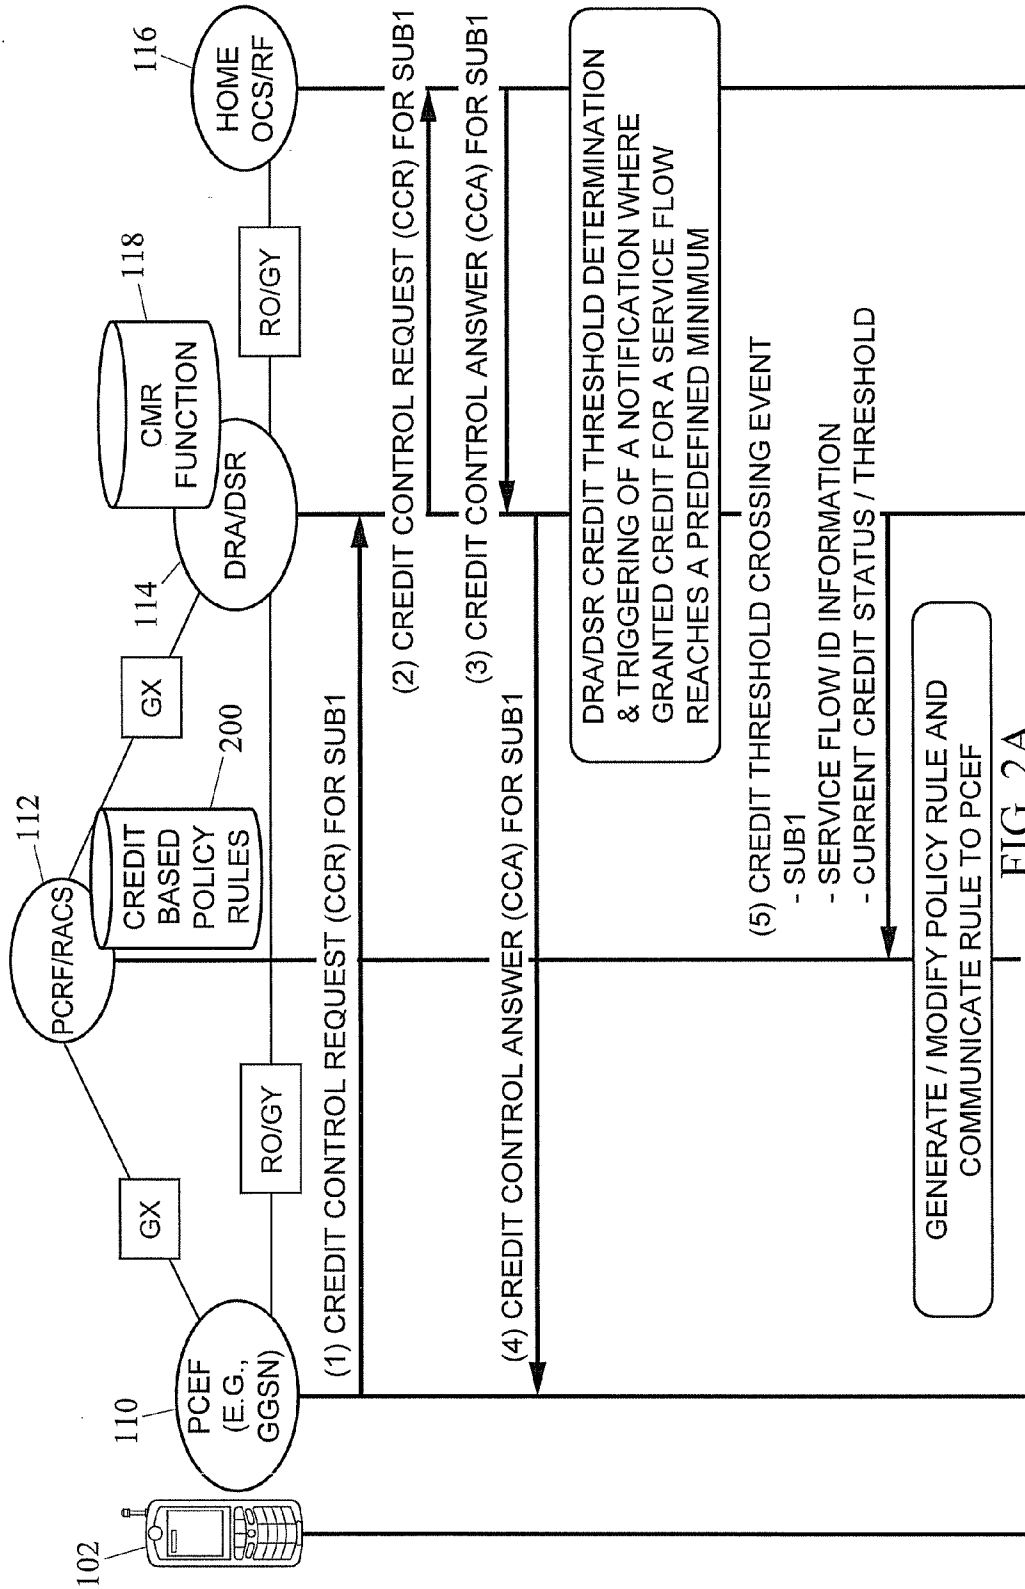 102
110
PCEF
(E.G.,
GGSN)
GX
RO/GY
112
PCRF/RACS
CREDIT
BASED
POLICY
RULES
200
GX
114
DRA/DSR
CMR
FUNCTION
118
RO/GY
116
HOME
OCS/RF
(1) CREDIT CONTROL REQUEST (CCR) FOR SUB1
(2) CREDIT CONTROL REQUEST (CCR) FOR SUB1
(3) CREDIT CONTROL ANSWER (CCA) FOR SUB1
(4) CREDIT CONTROL ANSWER (CCA) FOR SUB1
DRA/DSR CREDIT THRESHOLD DETERMINATION
& TRIGGERING OF A NOTIFICATION WHERE
GRANTED CREDIT FOR A SERVICE FLOW
REACHES A PREDEFINED MINIMUM
(5) CREDIT THRESHOLD CROSSING EVENT
- SUB1
- SERVICE FLOW ID INFORMATION
- CURRENT CREDIT STATUS / THRESHOLD
GENERATE / MODIFY POLICY RULE AND
COMMUNICATE RULE TO PCEF
FIG. 2A